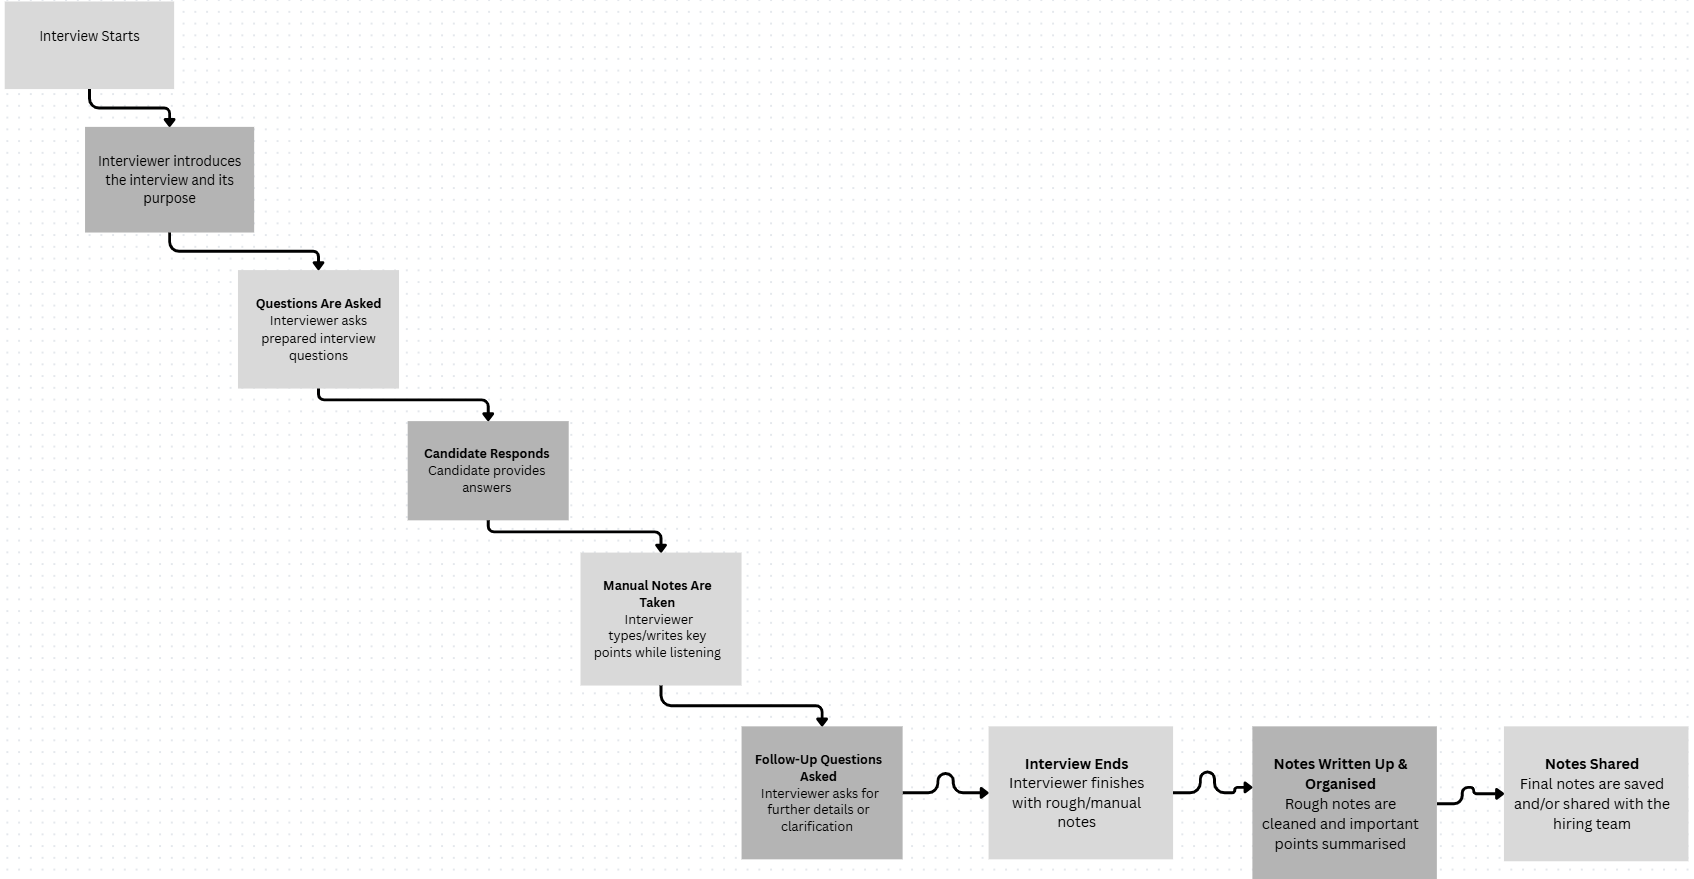 Interview Starts
Interviewer introduces
the interview and its
purpose
Questions Are Asked
Interviewer asks
prepared interview
questions
Candidate Responds
Candidate provides
answers
Manual Notes Are
Taken
Interviewer
types/writes key
points while listening
Follow-Up Questions
Asked
Interviewer asks for
further details or
clarification
Interview Ends
Interviewer finishes
with rough/manual
notes
Notes Written Up &
Organised
Rough notes are
cleaned and important
points summarised
Notes Shared
Final notes are saved
and/or shared with the
hiring team